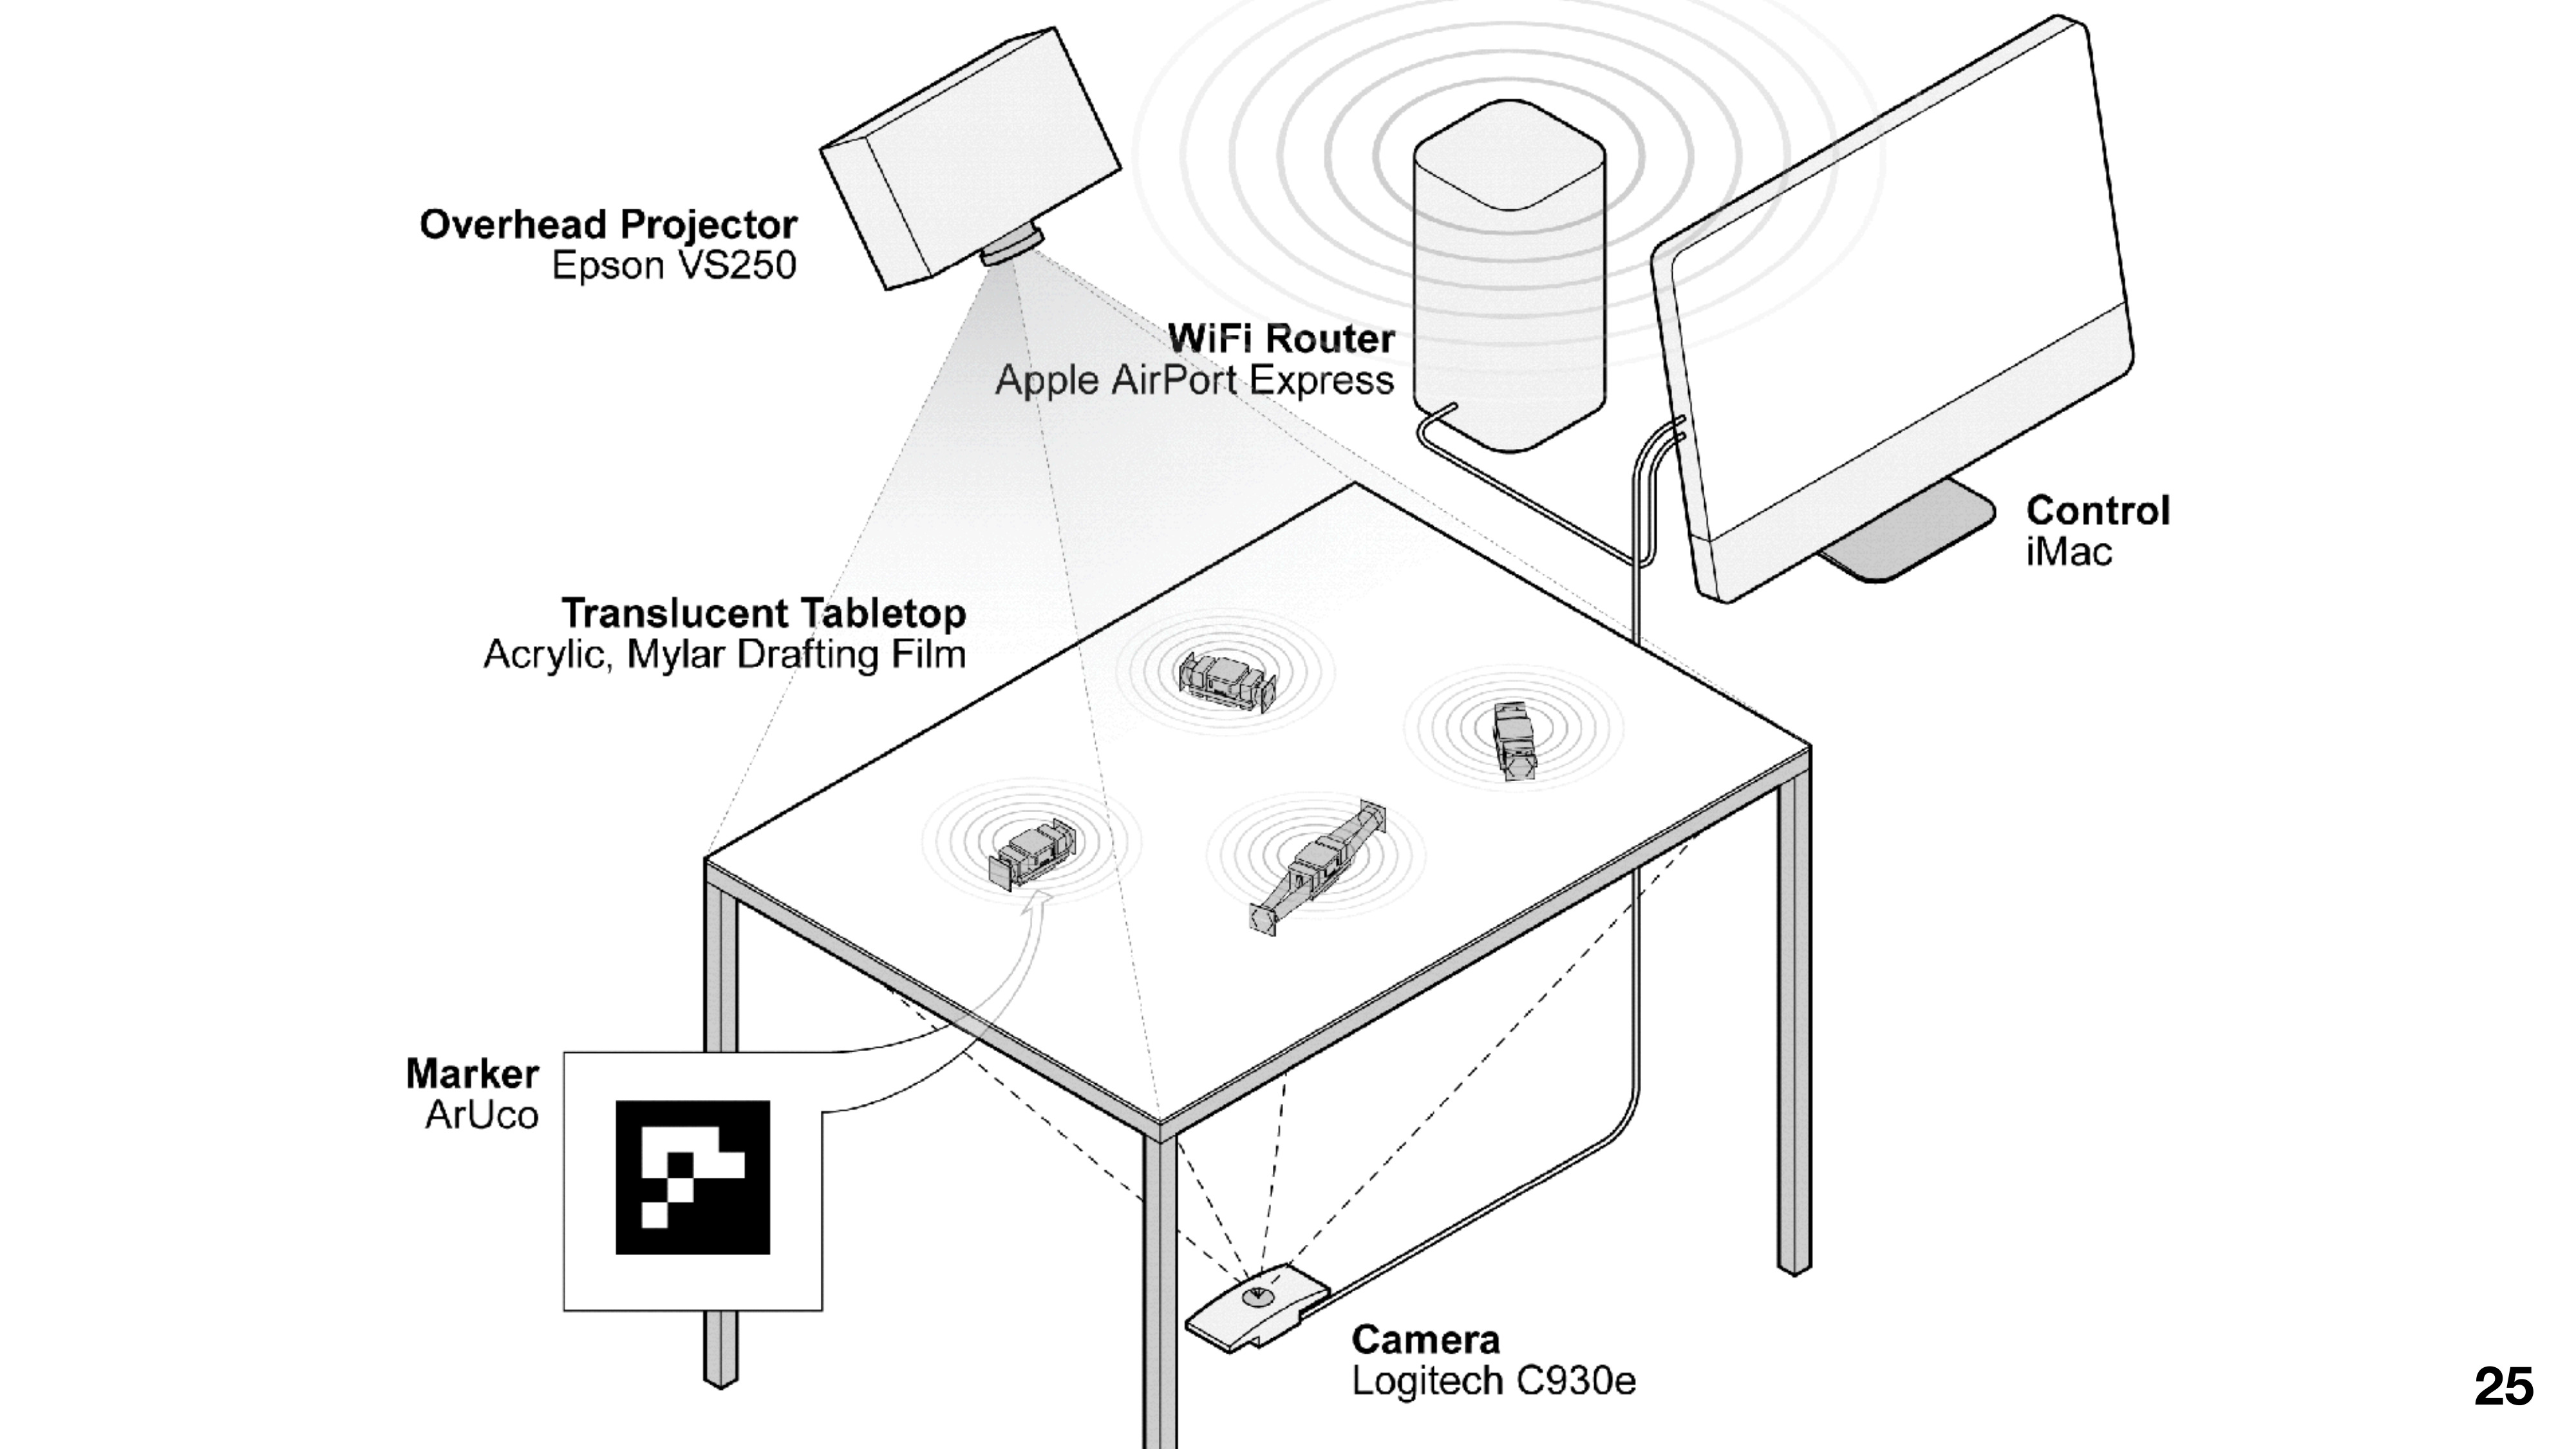 Overhead Projector
Epson VS250
WiFi Router
Apple AirPort Express
Control
iMac
Translucent Tabletop
Acrylic, Mylar Drafting Film
Marker
ArUco
Camera
Logitech C930e
25